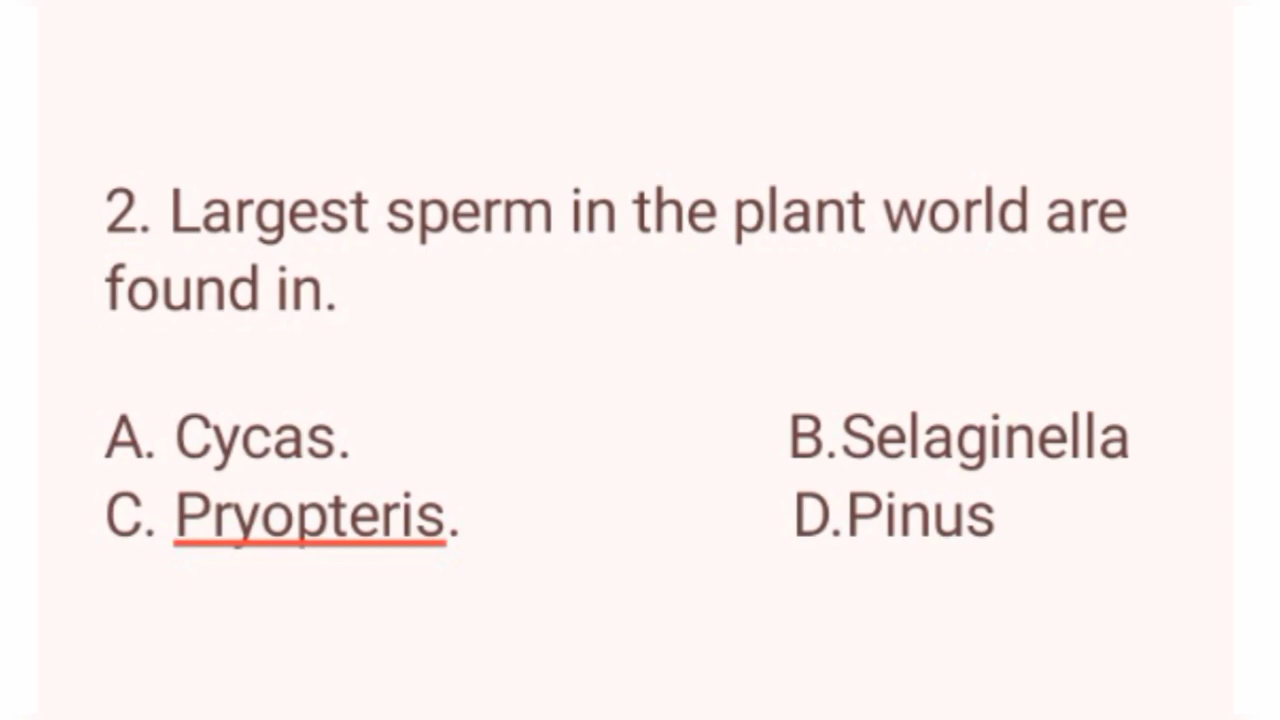 2. Largest sperm in the plant world are
found in.
A. Cycas. B.Selaginella
C. Pryopteris. D.Pinus